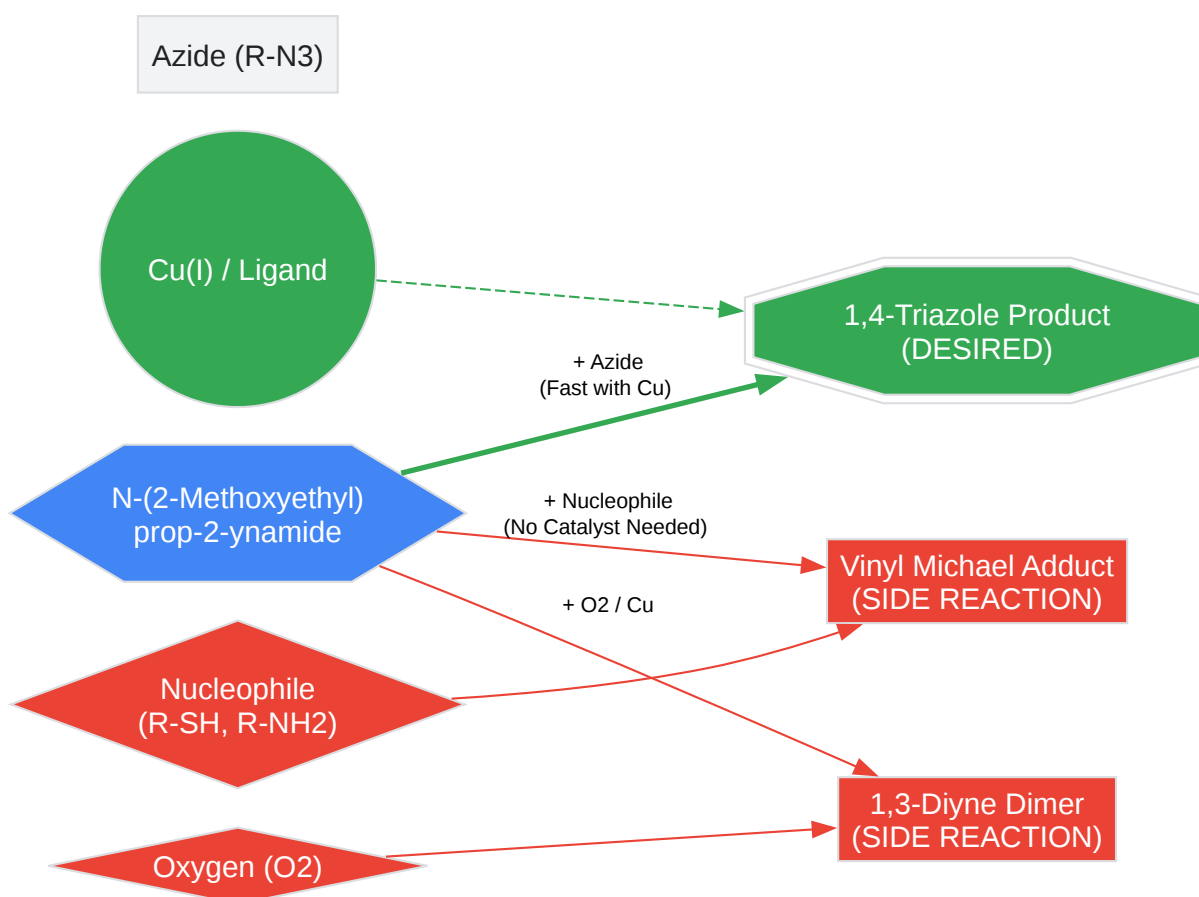 Azide (R-N3)
Cu(I) / Ligand
1,4-Triazole Product
(DESIRED)
+ Azide
(Fast with Cu)
N-(2-Methoxyethyl)
prop-2-ynamide
+ Nucleophile
(No Catalyst Needed)
Vinyl Michael Adduct
(SIDE REACTION)
+ O2 / Cu
Nucleophile
(R-SH, R-NH2)
1,3-Diyne Dimer
(SIDE REACTION)
Oxygen (O2)